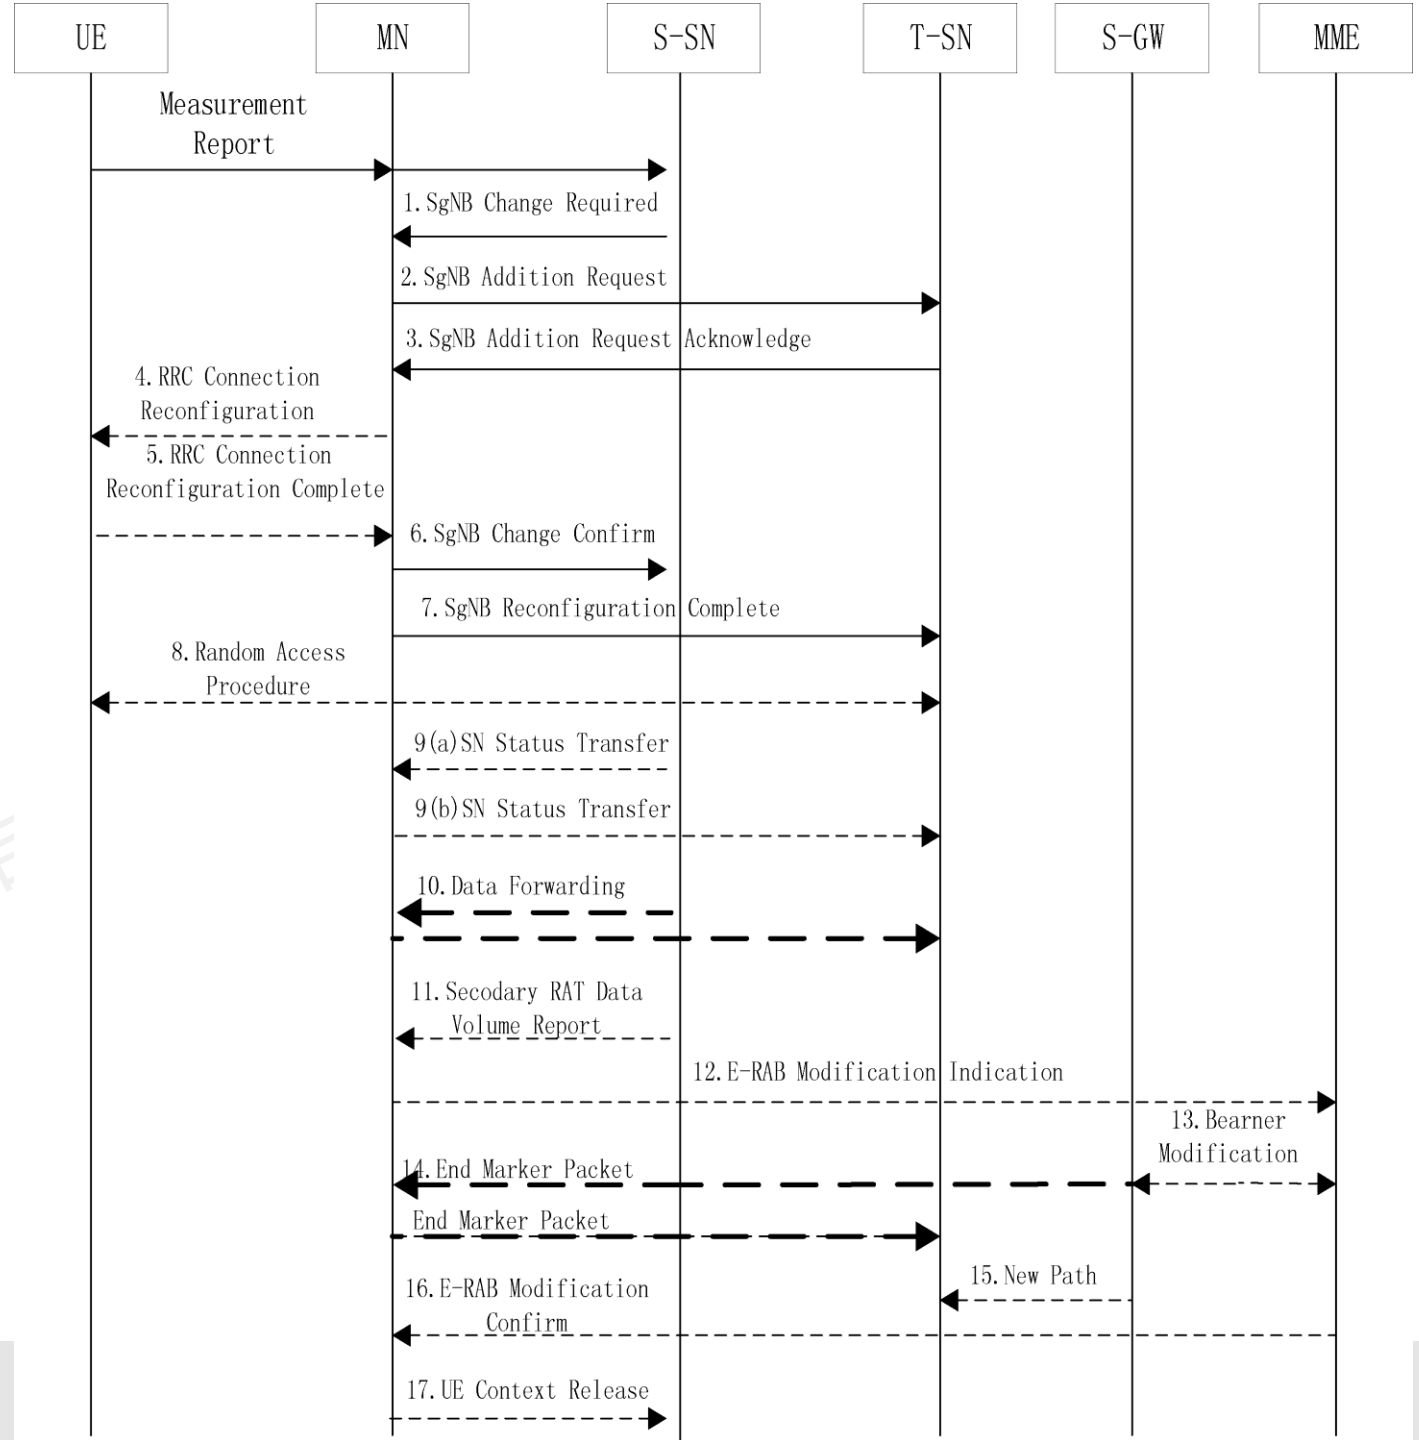 UE
MN
S-SN
T-SN
S-GW
MME
Measurement
Report
1.SgNB Change Required
2.SgNB Addition Request
3.SgNB Addition Request Acknowledge
4.RRC Connection
Reconfiguration
5.RRC Connection
Reconfiguration Complete
6.SgNB Change Confirm
7.SgNB Reconfiguration Complete
8.Random Access
Procedure
9(a)SN Status Transfer
9(b)SN Status Transfer
10.Data Forwarding
11.Secodary RAT Data
Volume Report
12.E-RAB Modification Indication
13.Bearner
Modification
14.End Marker Packet
End Marker Packet
15.New Path
16.E-RAB Modification
Confirm
17.UE Context Release